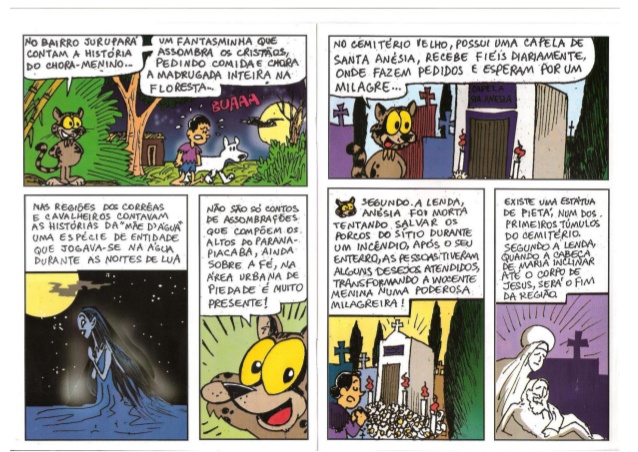 NO BAIRRO JURUPARÁ
CONTAM A HISTÓRIA
DO CHORA-MENINO...
UM FANTASMINHA QUE
ASSOMBRA OS CRISTÃOS,
PEDINDO COMIDA E CHORA
A MADRUGADA INTEIRA NA
FLORESTA...
BUÁÁÁ
NAS REGIÕES DOS CORRÊAS
E CAVALHEIROS CONTAVAM
AS HISTÓRIAS DA "MÃE D'ÁGUA"
UMA ESPÉCIE DE ENTIDADE
QUE JOGAVA-SE NA ÁGUA
DURANTE AS NOITES DE LUA
NÃO SÃO SÓ CONTOS
DE ASSOMBRAÇÕES
QUE COMPÕEM OS
ALTOS DO PARANA-
PIACABA, AINDA
SOBRE A FÉ, NA
ÁREA URBANA DE
PIEDADE É MUITO
PRESENTE!
NO CEMITÉRIO VELHO, POSSUI UMA CAPELA DE
SANTA ANÉSIA, RECEBE FIÉIS DIARIAMENTE,
ONDE FAZEM PEDIDOS E ESPERAM POR UM
MILAGRE...
CAPELA
STA ANÉSIA
SEGUNDO A LENDA,
ANÉSIA FOI MORTA
TENTANDO SALVAR OS
PORCOS DO SÍTIO DURANTE
UM INCÊNDIO, APÓS O SEU
ENTERRO, AS PESSOAS TIVERAM
ALGUNS DESEJOS ATENDIDOS,
TRANSFORMANDO A INOCENTE
MENINA NUMA PODEROSA
MILAGREIRA!
EXISTE UMA ESTÁTUA
DE PIETÁ, NUM DOS
PRIMEIROS TÚMULOS
DO CEMITÉRIO.
SEGUNDO A LENDA,
QUANDO A CABEÇA
DE MARIA INCLINAR
ATÉ O CORPO DE
JESUS, SERÁ O FIM
DA REGIÃO.